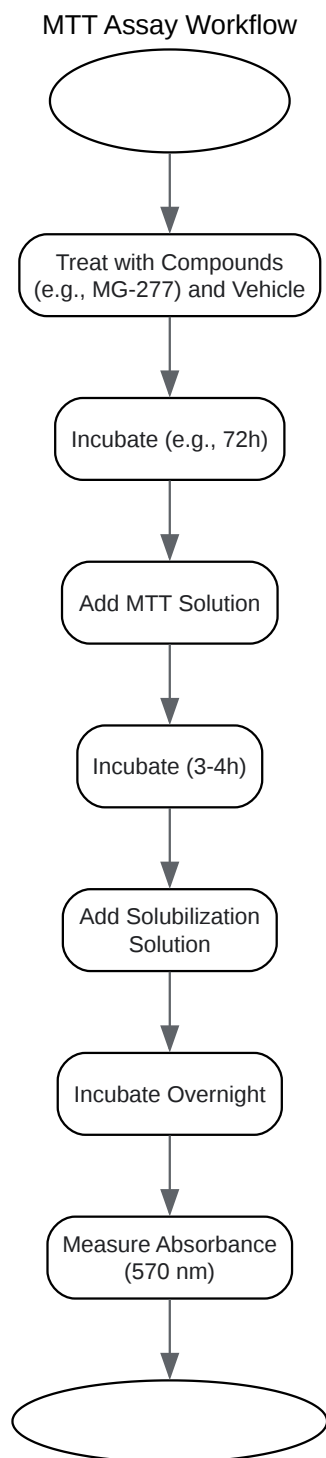 MTT Assay Workflow
Treat with Compounds
(e.g., MG-277) and Vehicle
Incubate (e.g., 72h)
Add MTT Solution
Incubate (3-4h)
Add Solubilization
Solution
Incubate Overnight
Measure Absorbance
(570 nm)